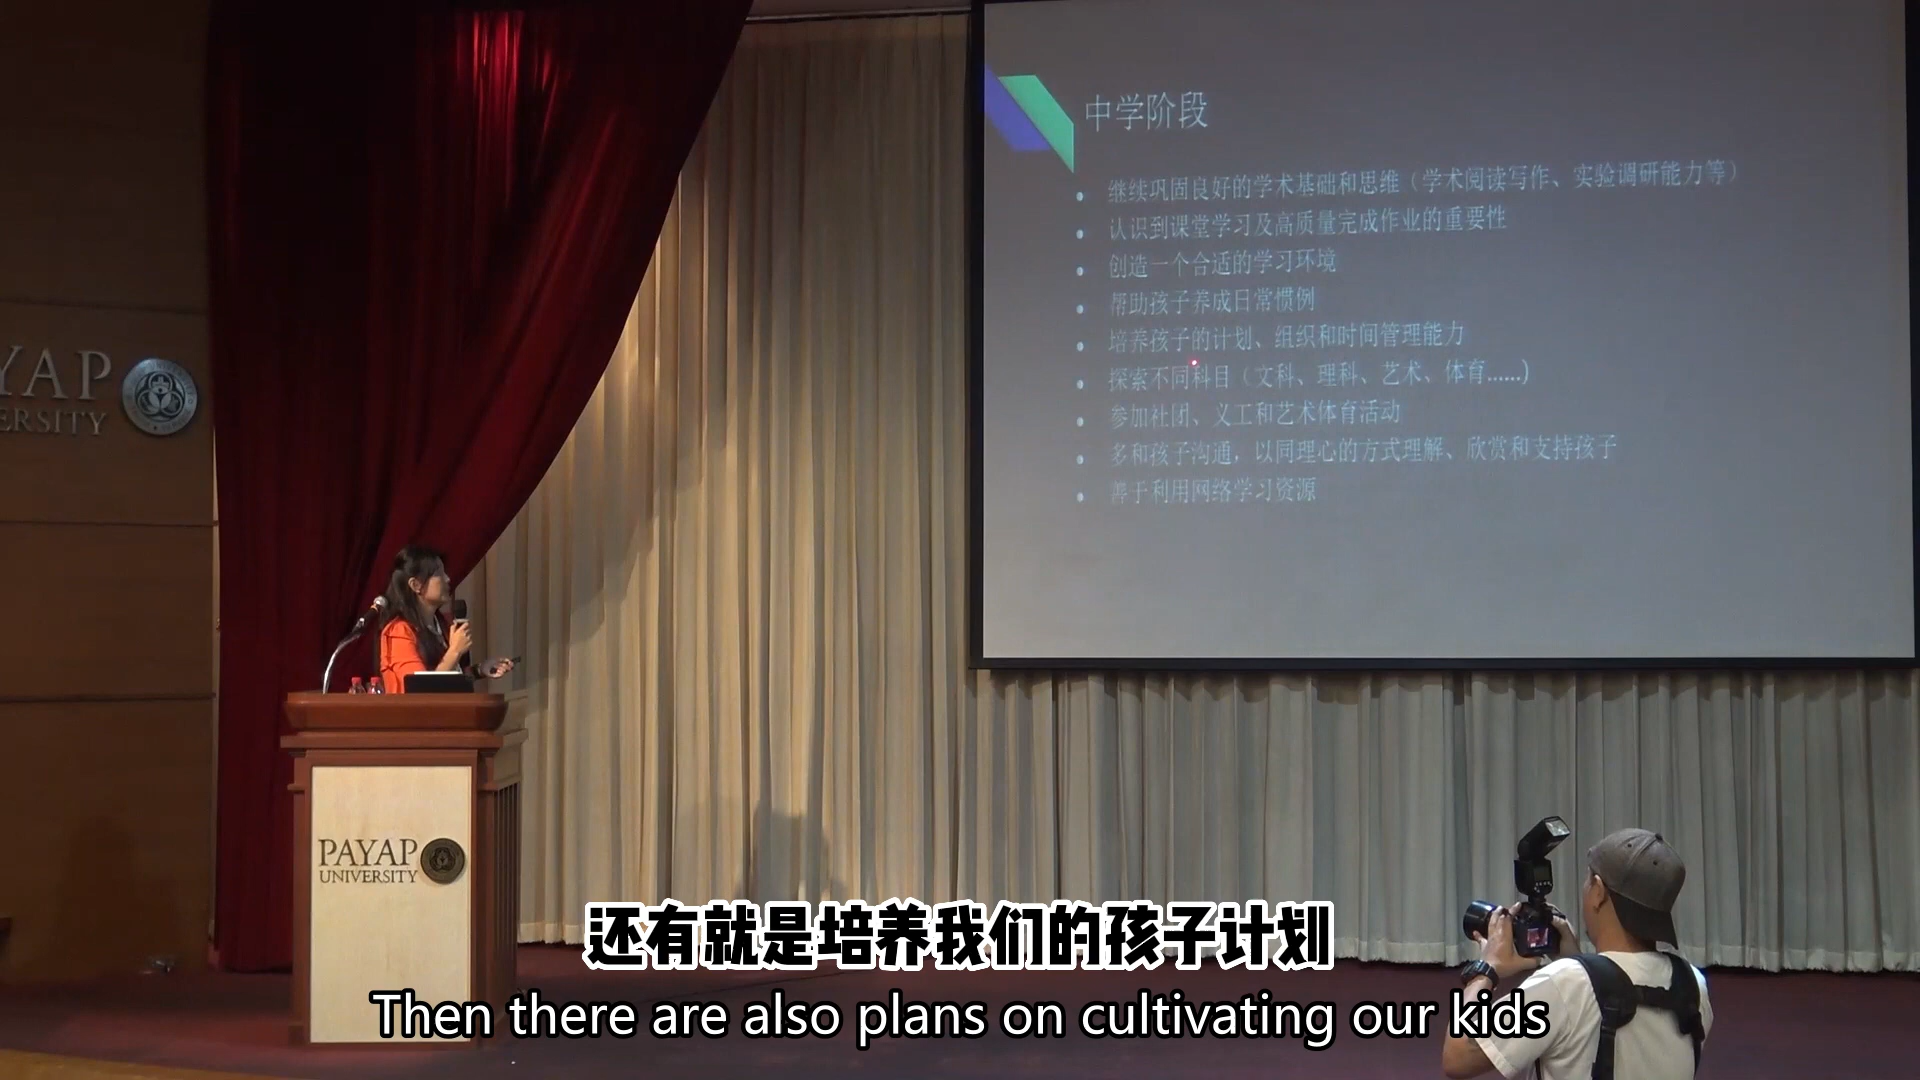 中学阶段
• 继续巩固良好的学术基础和思维（学术阅读写作、实验调研能力等）
• 认识到课堂学习及高质量完成作业的重要性
• 创造一个合适的学习环境
• 帮助孩子养成日常惯例
• 培养孩子的计划、组织和时间管理能力
• 探索不同科目（文科、理科、艺术、体育……）
• 参加社团、义工和艺术体育活动
• 多和孩子沟通，以同理心的方式理解、欣赏和支持孩子
• 善于利用网络学习资源
YAP
ERSITY
PAYAP
UNIVERSITY
还有就是培养我们的孩子计划
Then there are also plans on cultivating our kids